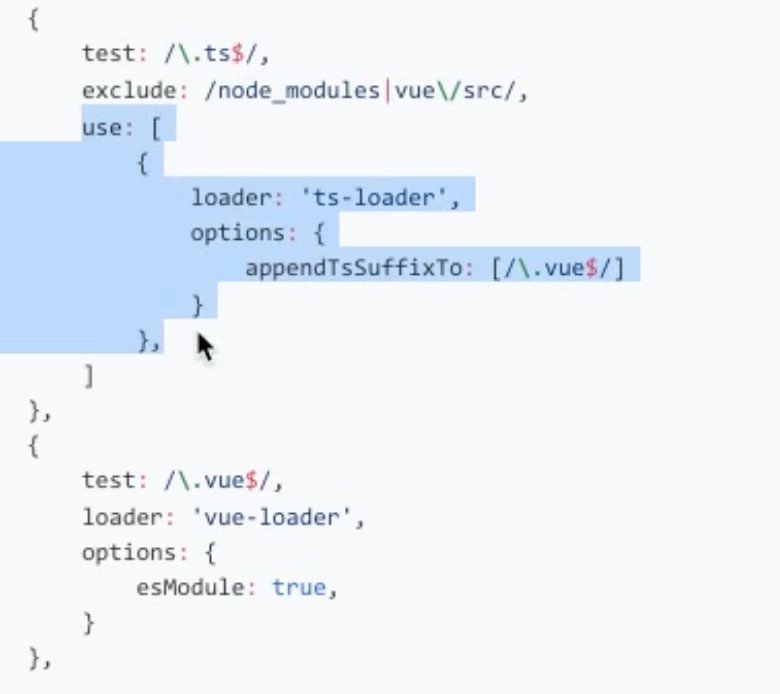 {
    test: /\.ts$/,
    exclude: /node_modules|vue\/src/,
    use: [
        {
            loader: 'ts-loader',
            options: {
                appendTsSuffixTo: [/\.vue$/]
            }
        },
    ]
},
{
    test: /\.vue$/,
    loader: 'vue-loader',
    options: {
        esModule: true,
    }
},